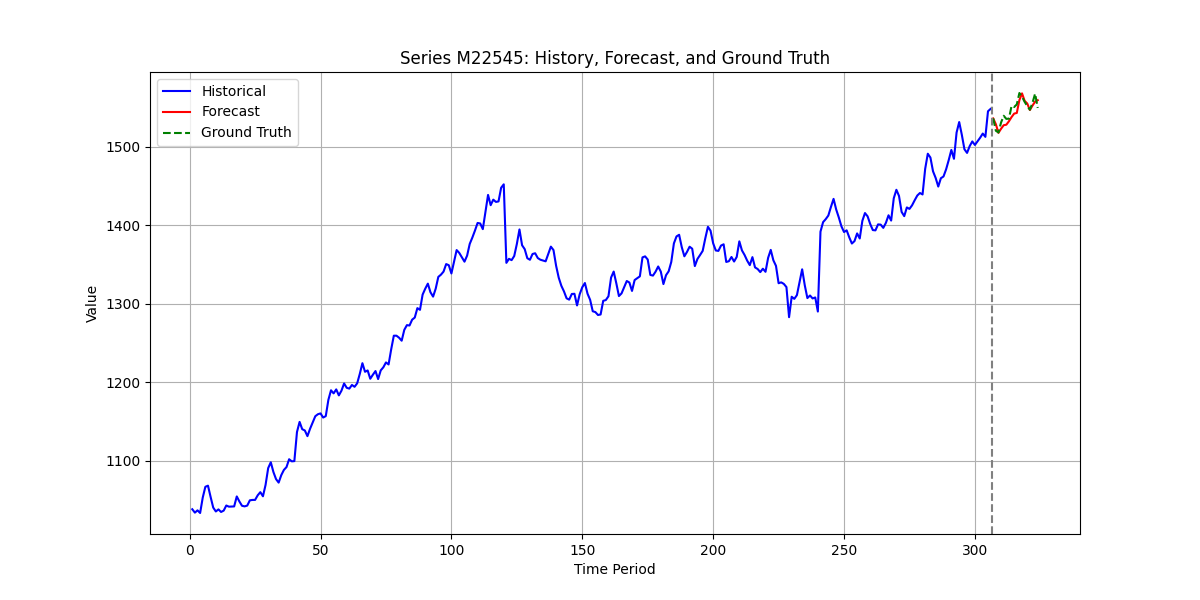 Series M22545: History, Forecast, and Ground Truth
Historical
Forecast
Ground Truth
Value
1500
1400
1300
1200
1100
0 50 100 150 200 250 300
Time Period